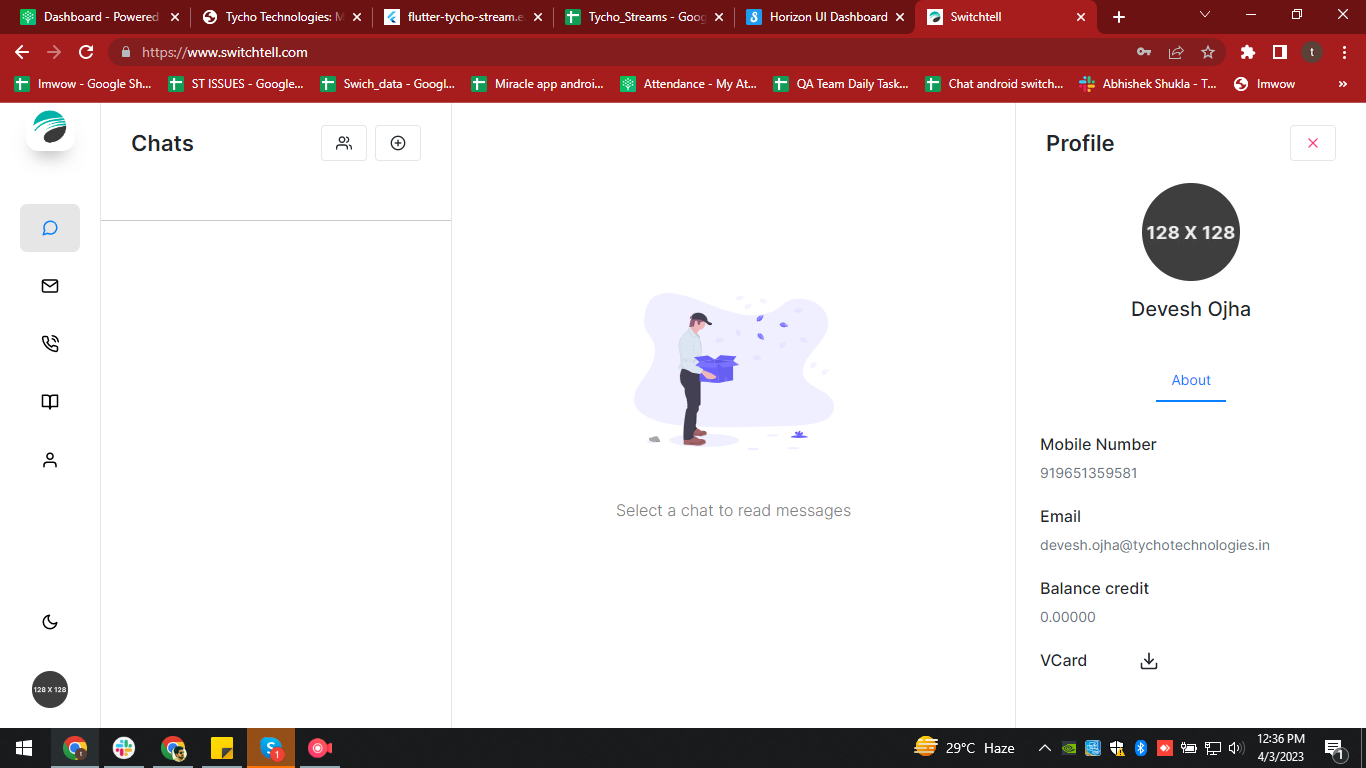 Dashboard - Powered
Tycho Technologies: M
flutter-tycho-stream.e
Tycho_Streams - Goog
Horizon UI Dashboard
Switchtell
https://www.switchtell.com
t
Imwow - Google Sh...
ST ISSUES - Google...
Swich_data - Googl...
Miracle app androi...
Attendance - My At...
QA Team Daily Task...
Chat android switch...
Abhishek Shukla - T...
Imwow
»
Chats
Profile
128 X 128
Devesh Ojha
About
Mobile Number
919651359581
Email
devesh.ojha@tychotechnologies.in
Balance credit
0.00000
VCard
Select a chat to read messages
128 X 128
29°C Haze
12:36 PM
4/3/2023
1
1